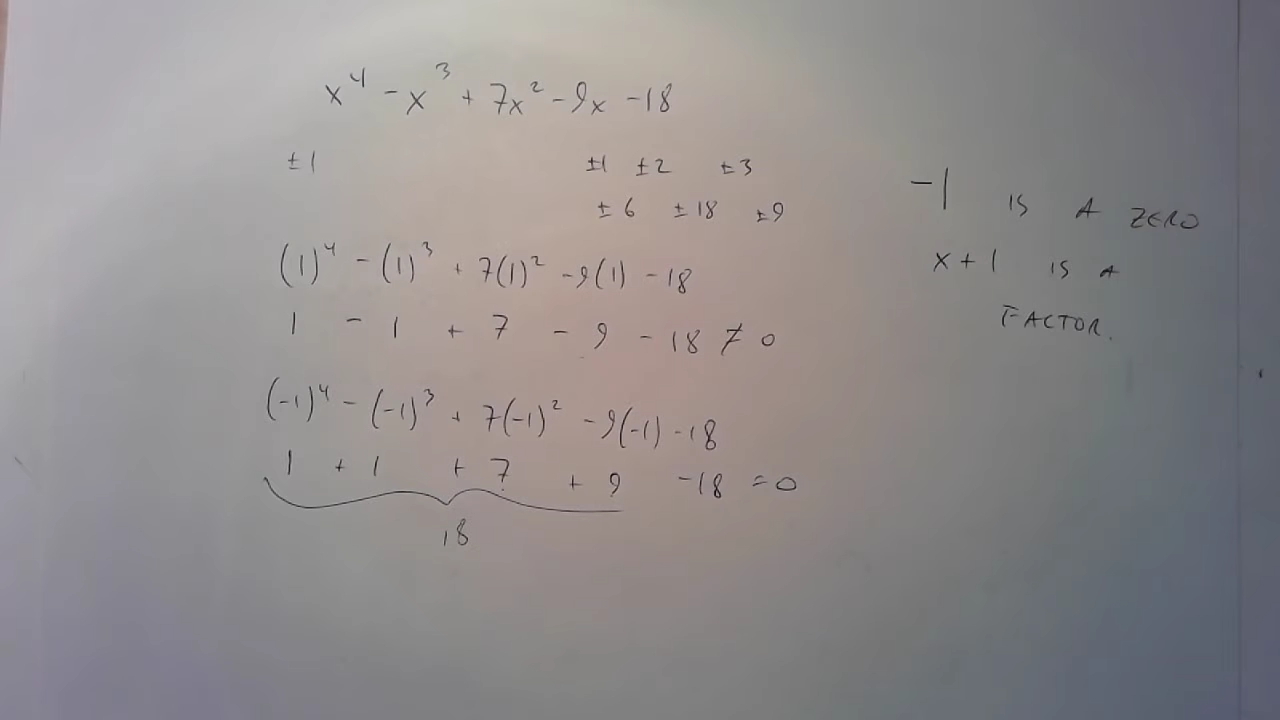 x⁴ - x³ + 7x² - 9x - 18
±1 ±1 ±2 ±3
±6 ±18 ±9
(1)⁴ - (1)³ + 7(1)² - 9(1) - 18
1 - 1 + 7 - 9 - 18 ≠ 0
(-1)⁴ - (-1)³ + 7(-1)² - 9(-1) - 18
1 + 1 + 7 + 9 - 18 = 0
18
-1 IS A ZERO
x + 1 IS A
FACTOR.